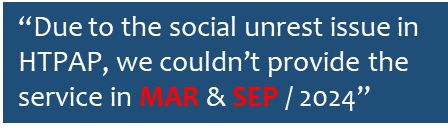 “Due to the social unrest issue in
HTPAP, we couldn’t provide the
service in MAR & SEP / 2024”